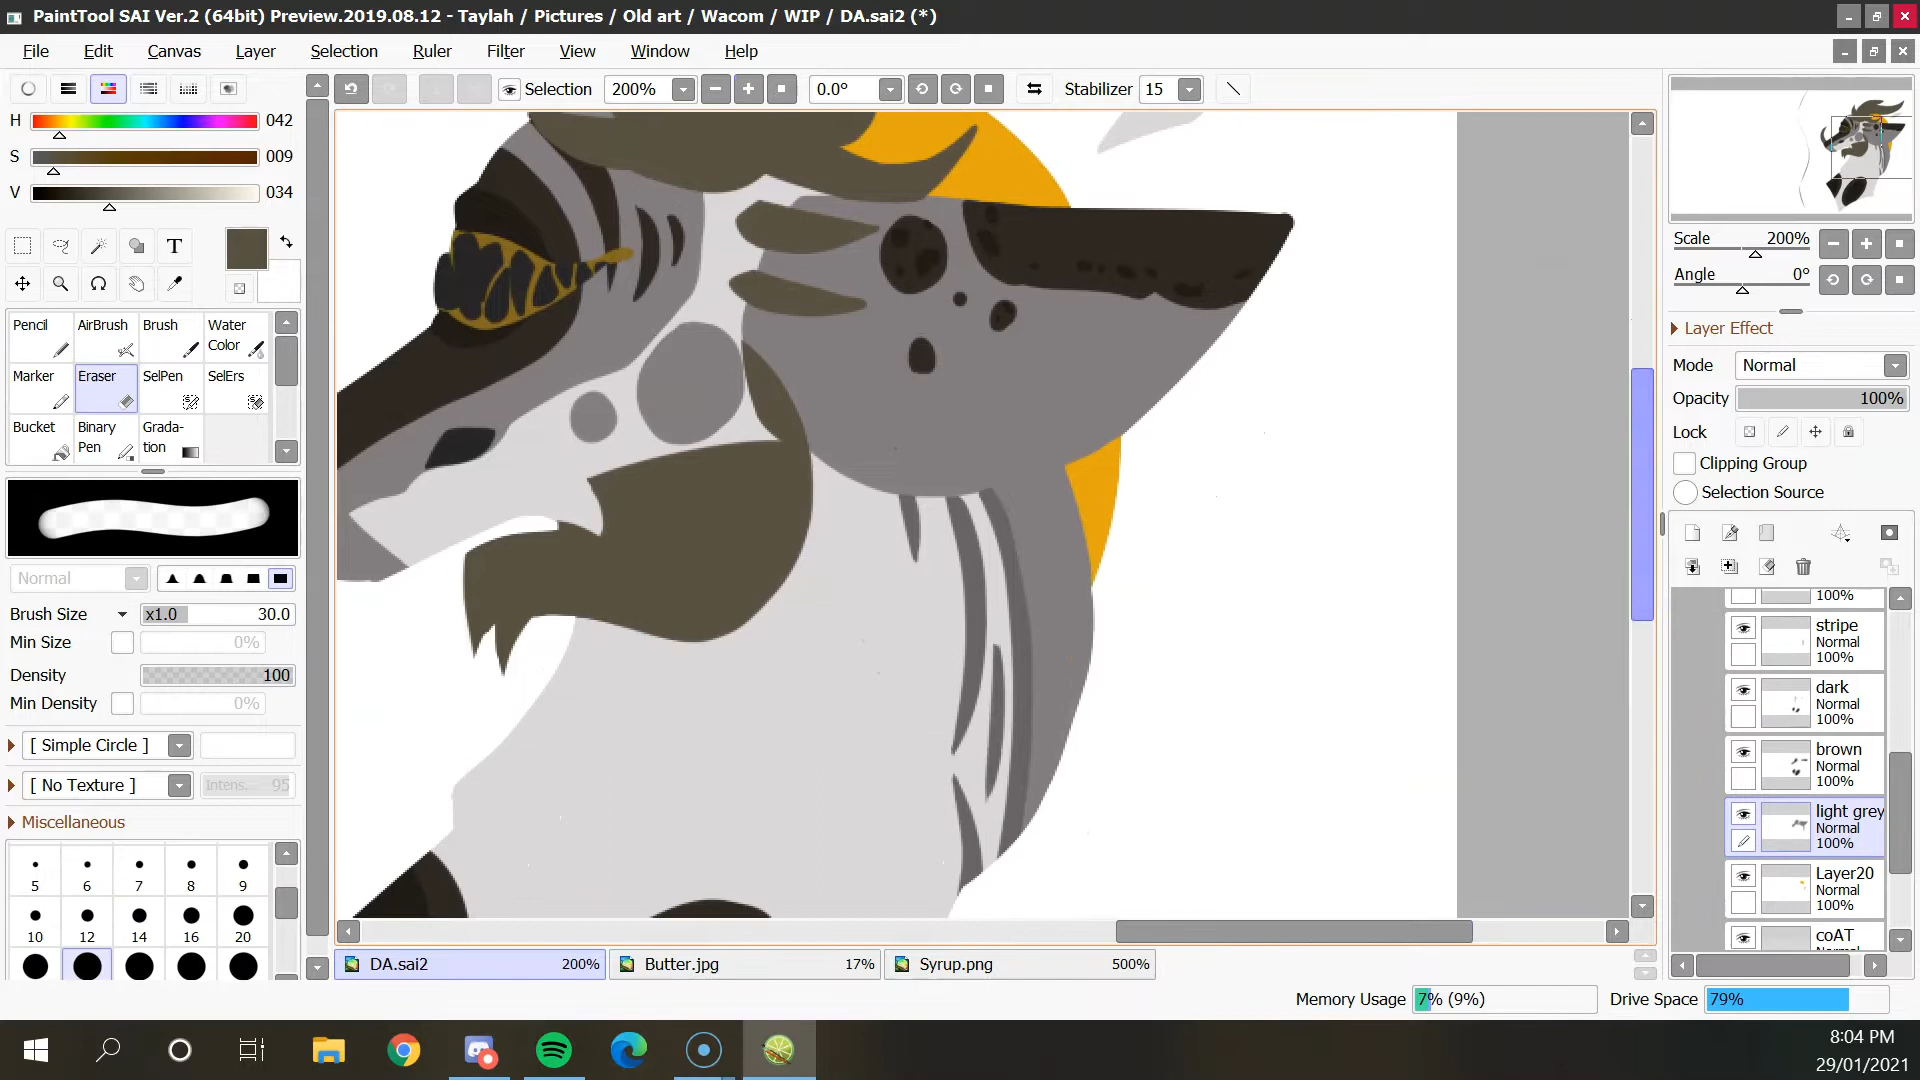 PaintTool SAI Ver.2 (64bit) Preview.2019.08.12 - Taylah / Pictures / Old art / Wacom / WIP / DA.sai2 (*)
File Edit Canvas Layer Selection Ruler Filter View Window Help
Selection 200% 0.0° Stabilizer 15
H 042
S 009
V 034
T
Pencil AirBrush Brush Water Color
Marker Eraser SelPen SelErs
Bucket Binary Pen Grada-tion
Normal
Brush Size x1.0 30.0
Min Size 0%
Density 100
Min Density 0%
[ Simple Circle ]
[ No Texture ] Intens. 95
Miscellaneous
5 6 7 8 9
10 12 14 16 20
Scale 200%
Angle 0°
Layer Effect
Mode Normal
Opacity 100%
Lock
Clipping Group
Selection Source
100%
stripe
Normal
100%
dark
Normal
100%
brown
Normal
100%
light grey
Normal
100%
Layer20
Normal
100%
coAT
DA.sai2 200% Butter.jpg 17% Syrup.png 500%
Memory Usage 7% (9%) Drive Space 79%
8:04 PM
29/01/2021